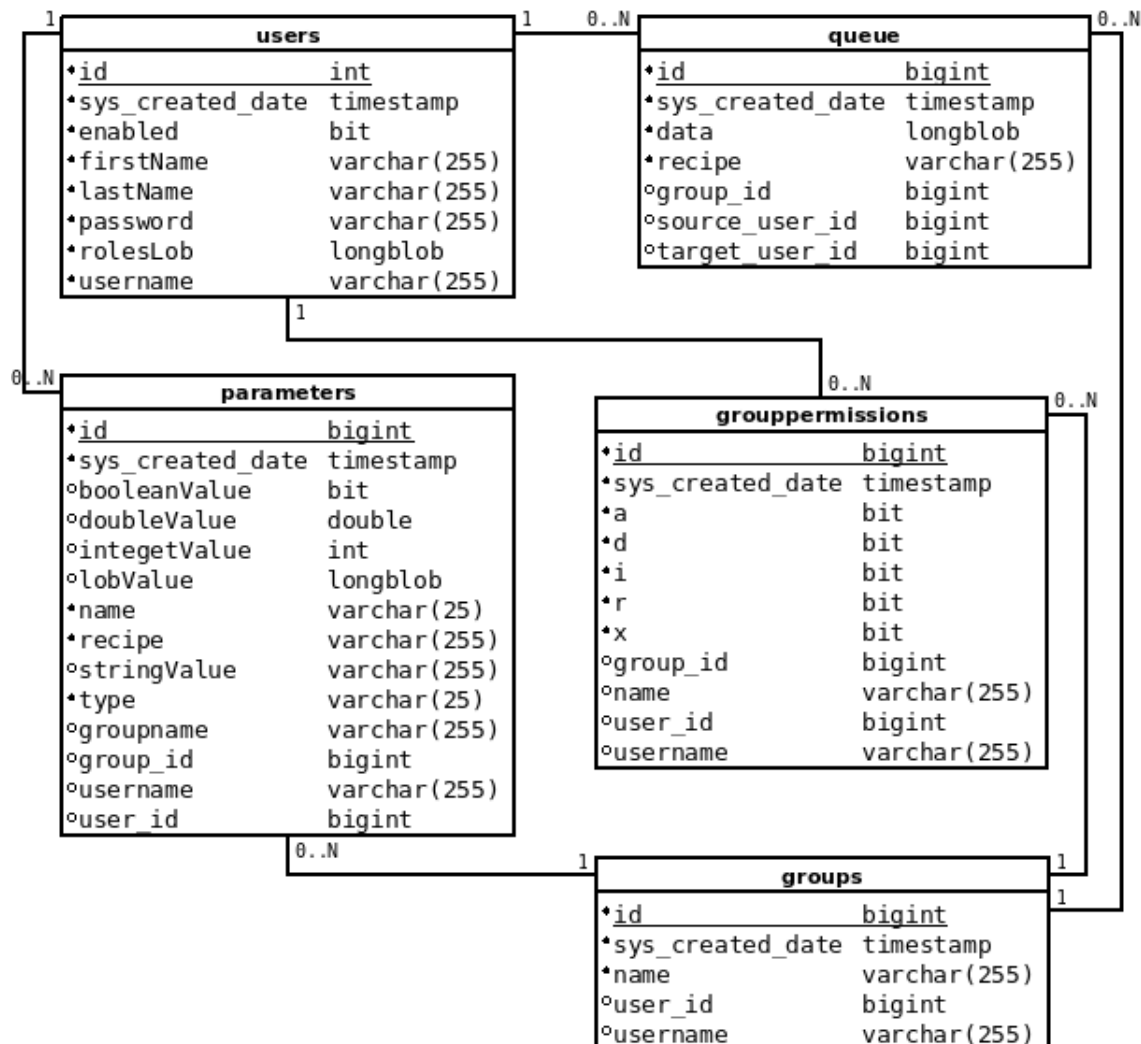 1
1
0..N
0..N
users
id int
sys_created_date timestamp
enabled bit
firstName varchar(255)
lastName varchar(255)
password varchar(255)
rolesLob longblob
username varchar(255)
queue
id bigint
sys_created_date timestamp
data longblob
recipe varchar(255)
group_id bigint
source_user_id bigint
target_user_id bigint
1
0..N
0..N
0..N
parameters
id bigint
sys_created_date timestamp
booleanValue bit
doubleValue double
integetValue int
lobValue longblob
name varchar(25)
recipe varchar(255)
stringValue varchar(255)
type varchar(25)
groupname varchar(255)
group_id bigint
username varchar(255)
user_id bigint
grouppermissions
id bigint
sys_created_date timestamp
a bit
d bit
i bit
r bit
x bit
group_id bigint
name varchar(255)
user_id bigint
username varchar(255)
0..N
1
1
1
groups
id bigint
sys_created_date timestamp
name varchar(255)
user_id bigint
username varchar(255)